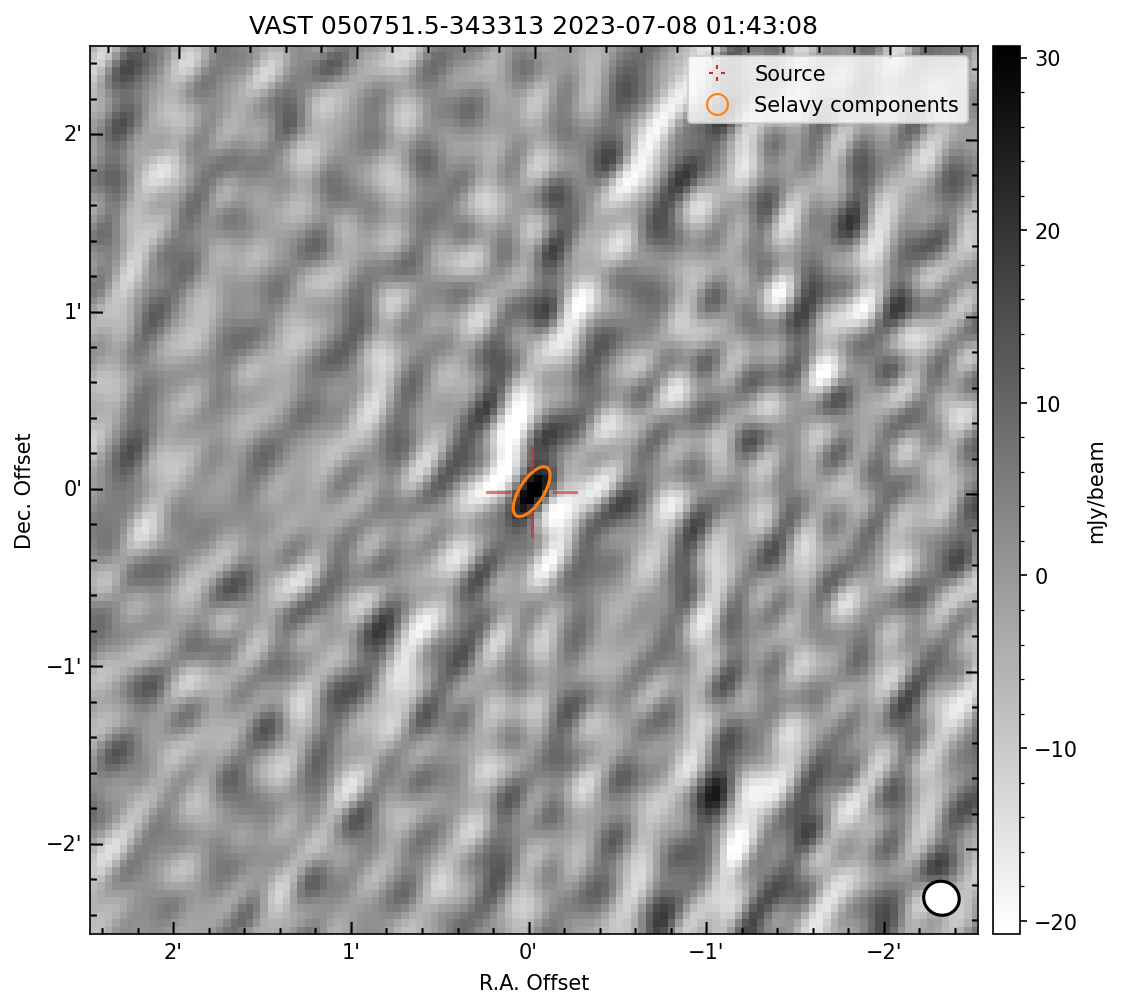 VAST 050751.5-343313 2023-07-08 01:43:08
Source
Selavy components
30
20
10
0
−10
−20
mJy/beam
2'
1'
0'
−1'
−2'
Dec. Offset
2'
1'
0'
−1'
−2'
R.A. Offset